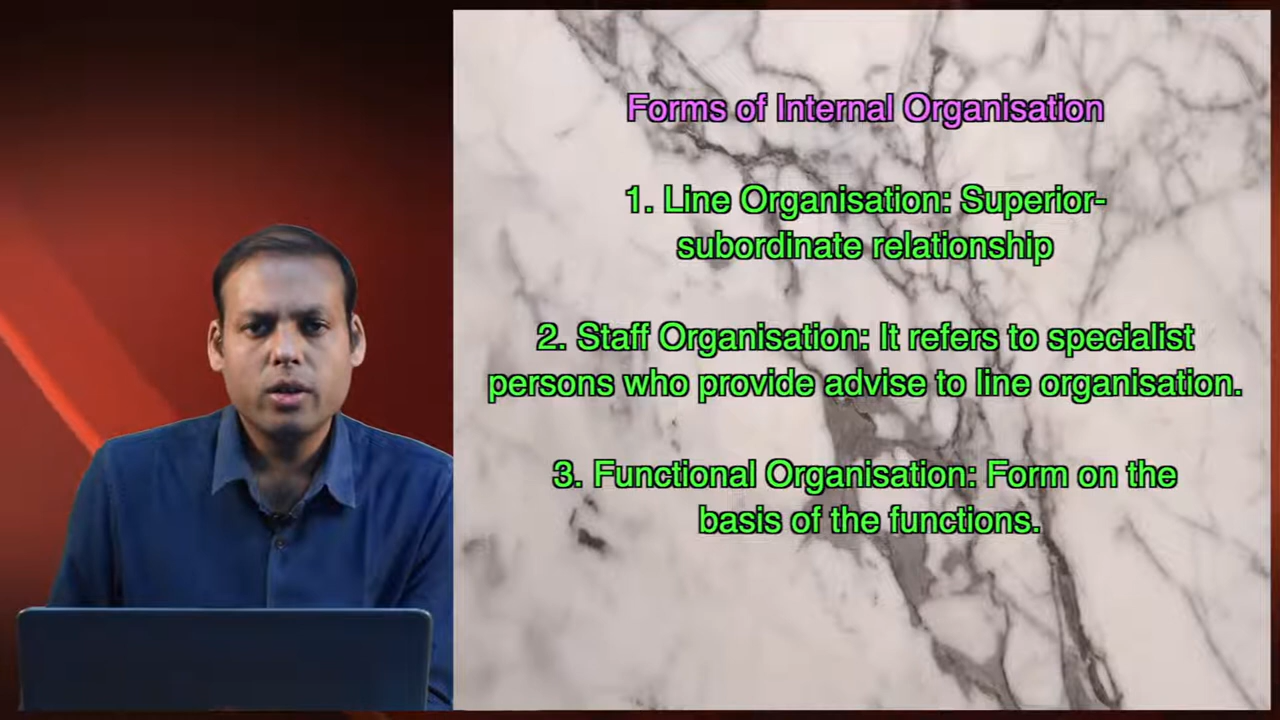 Forms of Internal Organisation
1. Line Organisation: Superior-
subordinate relationship
2. Staff Organisation: It refers to specialist
persons who provide advise to line organisation.
3. Functional Organisation: Form on the
basis of the functions.